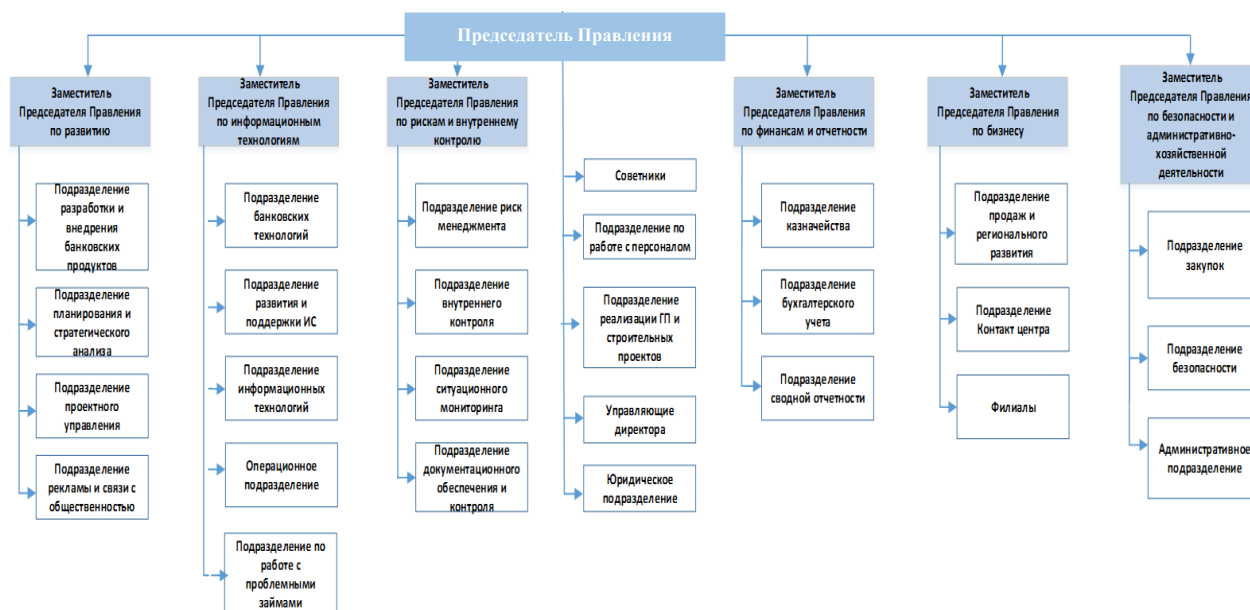 Председатель Правления
Заместитель
Председателя Правления
по развитию
Подразделение
разработки и
внедрения
банковских
продуктов
Подразделение
планирования и
стратегического
анализа
Подразделение
проектного
управления
Подразделение
рекламы и связи с
общественностью
Заместитель
Председателя Правления
по информационным
технологиям
Подразделение
банковских
технологий
Подразделение
развития и
поддержки ИС
Подразделение
информационных
технологий
Операционное
подразделение
Подразделение по
работе с
проблемными
займами
Заместитель
Председателя Правления
по рискам и внутреннему
контролю
Подразделение риск
менеджмента
Подразделение
внутреннего
контроля
Подразделение
ситуационного
мониторинга
Подразделение
документационного
обеспечения и
контроля
Советники
Подразделение по
работе с персоналом
Подразделение
реализации ГП и
строительных
проектов
Управляющие
директора
Юридическое
подразделение
Заместитель
Председателя Правления
по финансам и отчетности
Подразделение
казначейства
Подразделение
бухгалтерского
учета
Подразделение
сводной отчетности
Заместитель
Председателя Правления
по бизнесу
Подразделение
продаж и
регионального
развития
Подразделение
Контакт центра
Филиалы
Заместитель
Председателя Правления
по безопасности и
административно-
хозяйственной
деятельности
Подразделение
закупок
Подразделение
безопасности
Административное
подразделение